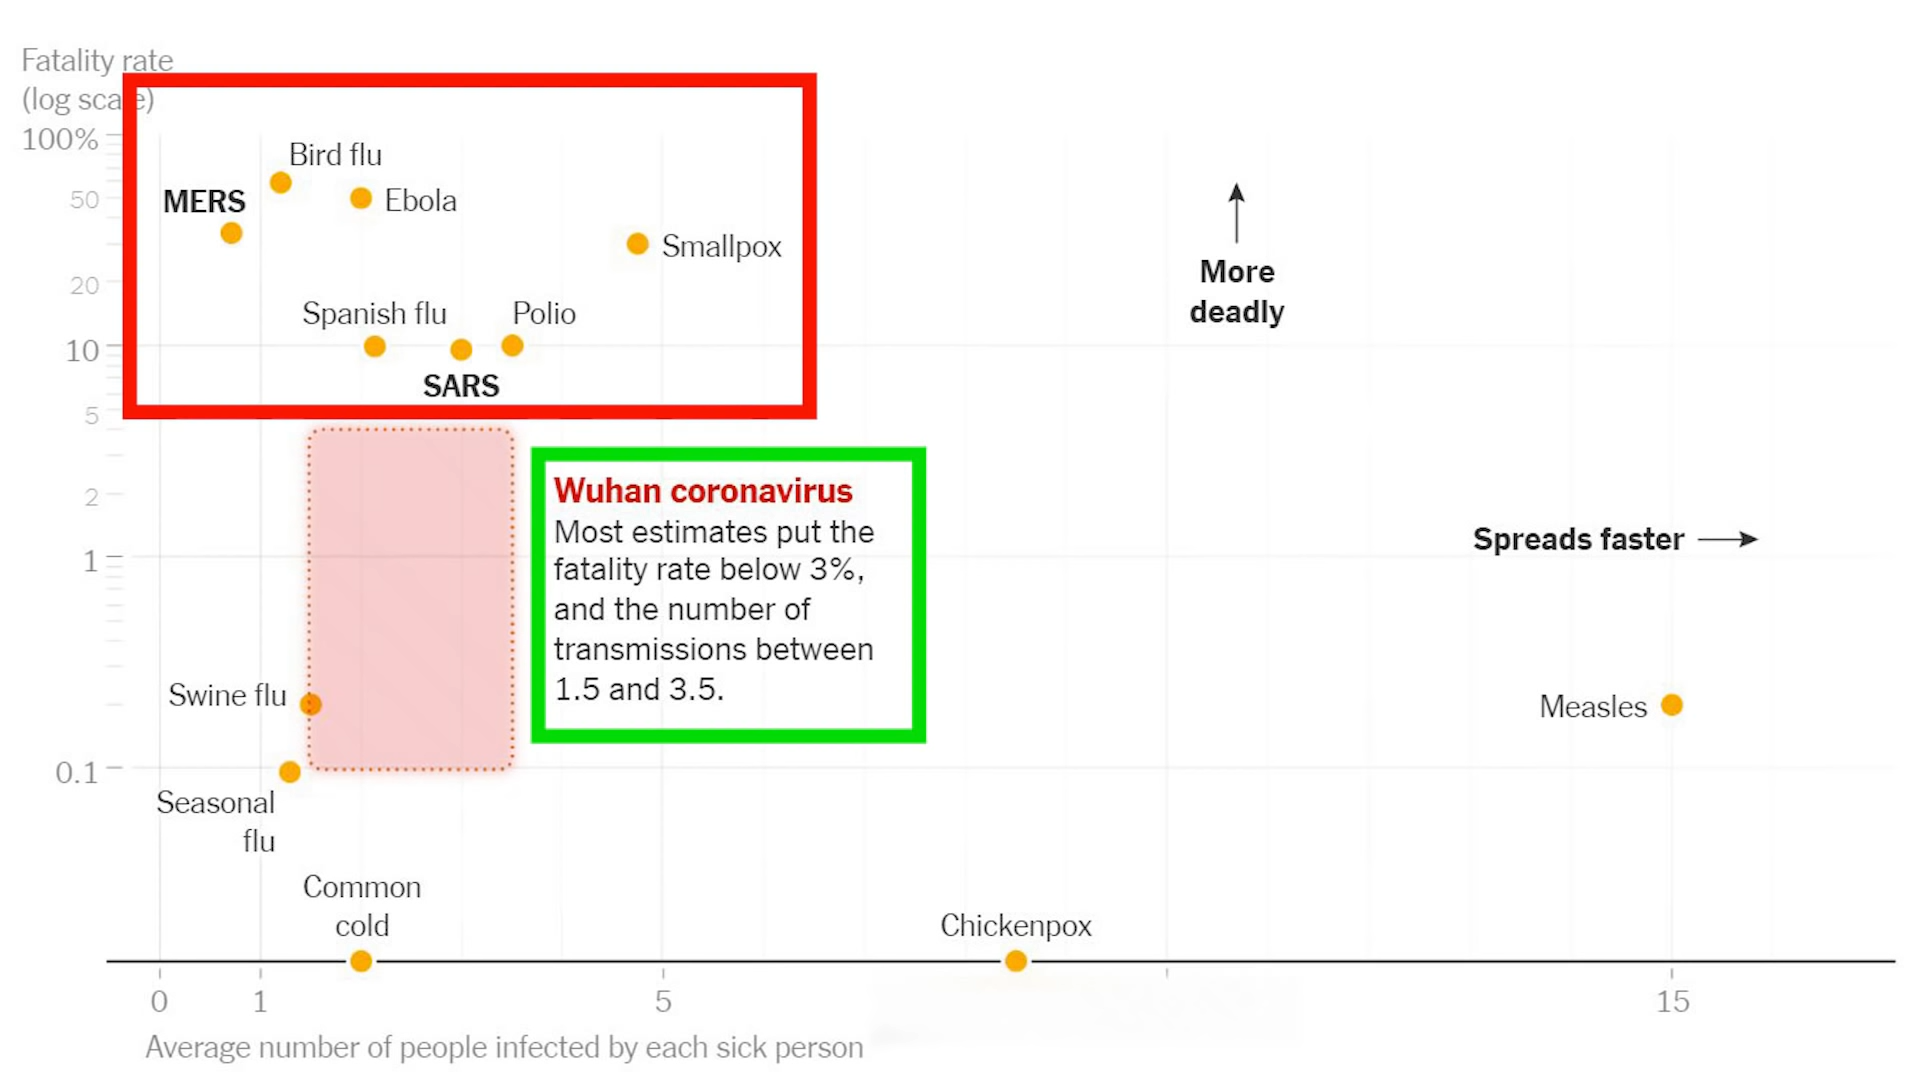 Fatality rate
(log scale)
100%
Bird flu
MERS
50
Ebola
Smallpox
20
Spanish flu
Polio
10
SARS
5
More
deadly
Wuhan coronavirus
Most estimates put the
fatality rate below 3%,
and the number of
transmissions between
1.5 and 3.5.
2
1
Spreads faster
Swine flu
Measles
0.1
Seasonal
flu
Common
cold
Chickenpox
0
1
5
15
Average number of people infected by each sick person